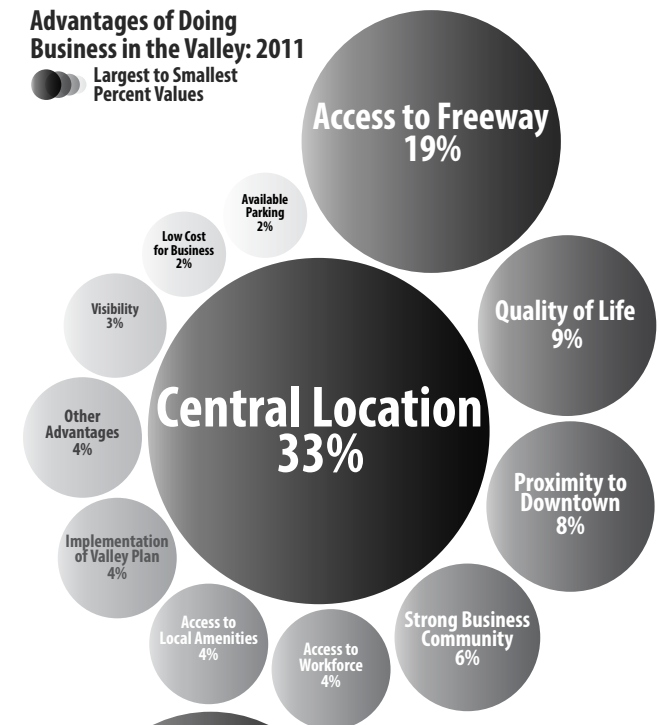 Advantages of Doing
Business in the Valley: 2011
Largest to Smallest
Percent Values
Access to Freeway
19%
Available
Parking
2%
Low Cost
for Business
2%
Visibility
3%
Quality of Life
9%
Central Location
33%
Other
Advantages
4%
Proximity to
Downtown
8%
Implementation
of Valley Plan
4%
Access to
Local Amenities
4%
Access to
Workforce
4%
Strong Business
Community
6%